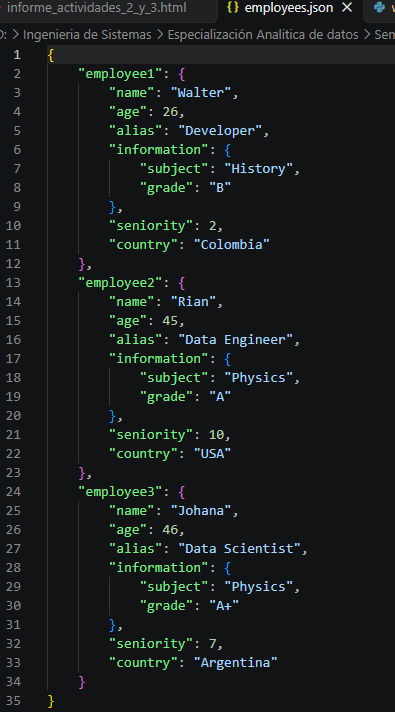 informe_actividades_2_y_3.html {} employees.json
D: > Ingenieria de Sistemas > Especialización Analitica de datos > Sem
1 {
2 "employee1": {
3 "name": "Walter",
4 "age": 26,
5 "alias": "Developer",
6 "information": {
7 "subject": "History",
8 "grade": "B"
9 },
10 "seniority": 2,
11 "country": "Colombia"
12 },
13 "employee2": {
14 "name": "Rian",
15 "age": 45,
16 "alias": "Data Engineer",
17 "information": {
18 "subject": "Physics",
19 "grade": "A"
20 },
21 "seniority": 10,
22 "country": "USA"
23 },
24 "employee3": {
25 "name": "Johana",
26 "age": 46,
27 "alias": "Data Scientist",
28 "information": {
29 "subject": "Physics",
30 "grade": "A+"
31 },
32 "seniority": 7,
33 "country": "Argentina"
34 }
35 }